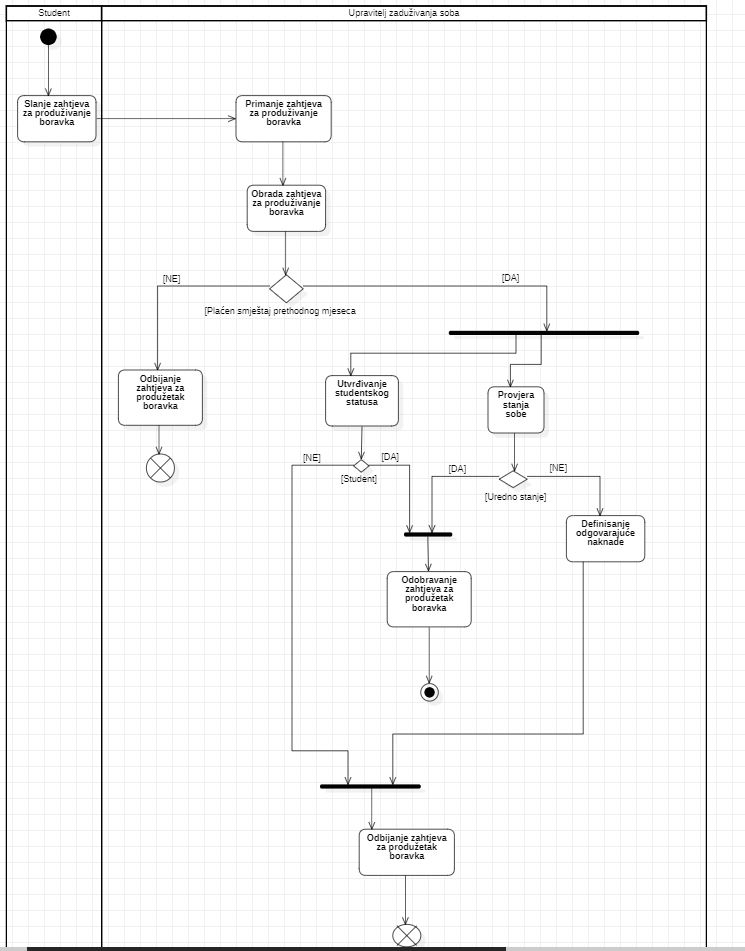 Student
Upravitelj zaduživanja soba
Slanje zahtjeva
za produživanje
boravka
Primanje zahtjeva
za produživanje
boravka
Obrada zahtjeva
za produživanje
boravka
[NE]
[DA]
[Plaćen smještaj prethodnog mjeseca
Odbijanje
zahtjeva za
produžetak
boravka
Utvrđivanje
studentskog
statusa
Provjera
stanja
sobe
[NE]
[DA]
[Student]
[DA]
[NE]
[Uredno stanje]
Definisanje
odgovarajuće
naknade
Odobravanje
zahtjeva za
produžetak
boravka
Odbijanje zahtjeva
za produžetak
boravka